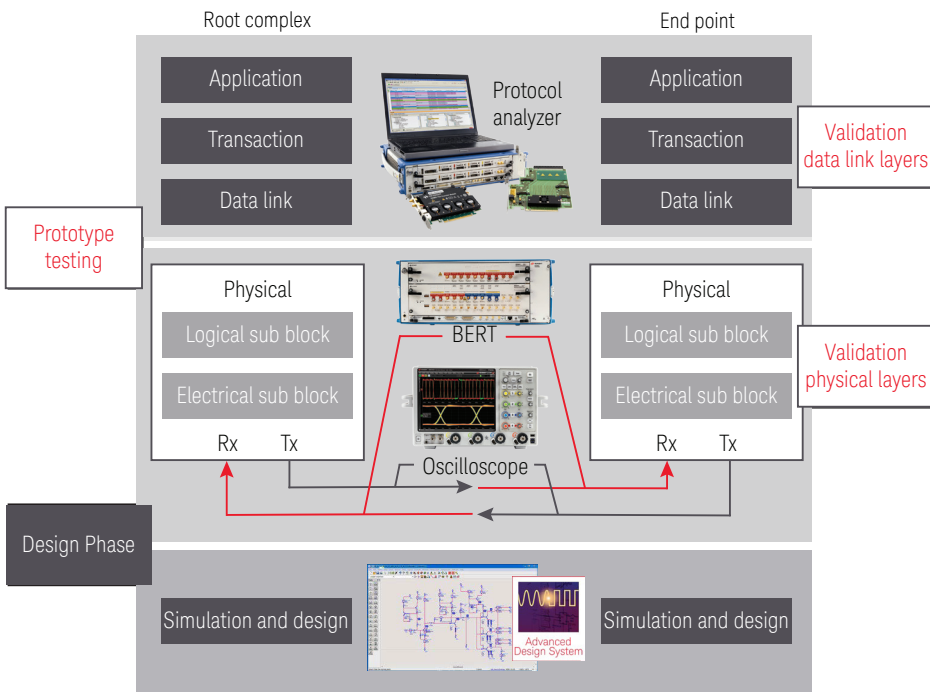 Root complex
End point
Application
Protocol
analyzer
Application
Transaction
Transaction
Validation
data link layers
Data link
Data link
Prototype
testing
Physical
Physical
Logical sub block
BERT
Logical sub block
Validation
physical layers
Electrical sub block
Electrical sub block
Rx
Tx
Oscilloscope
Rx
Tx
Design Phase
Simulation and design
Advanced
Design System
Simulation and design